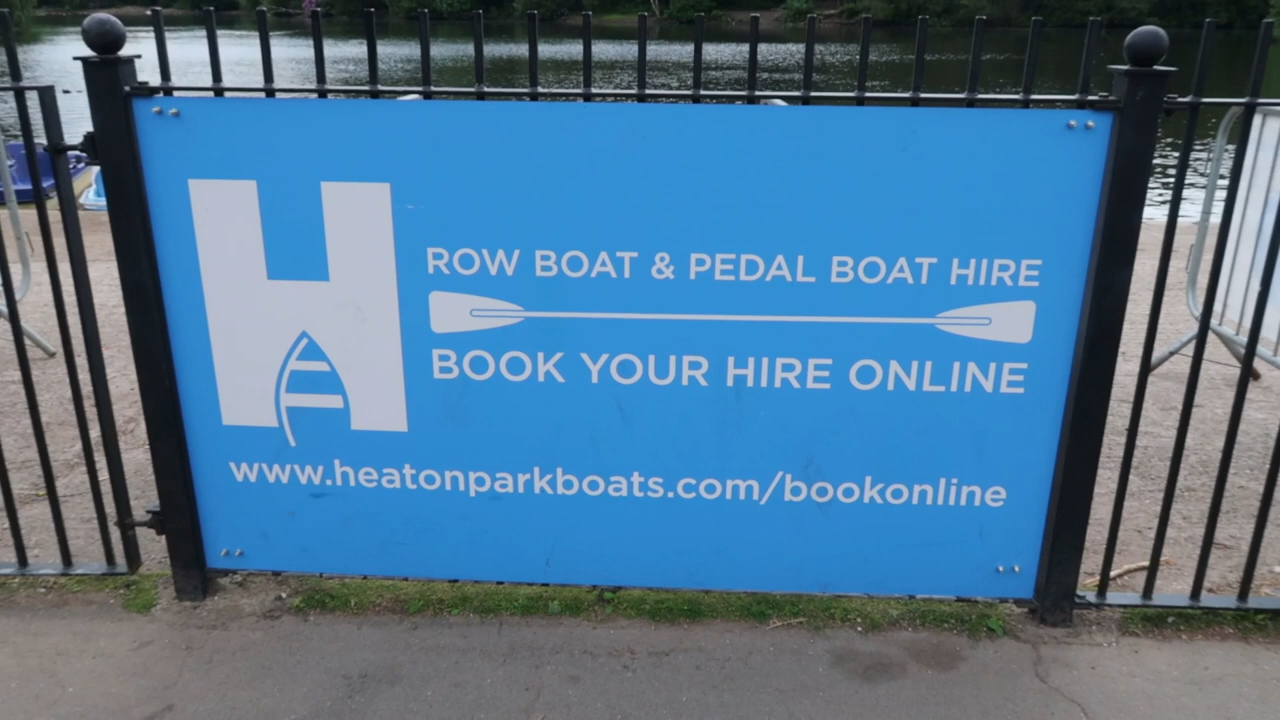 H
ROW BOAT & PEDAL BOAT HIRE
BOOK YOUR HIRE ONLINE
www.heatonparkboats.com/bookonline